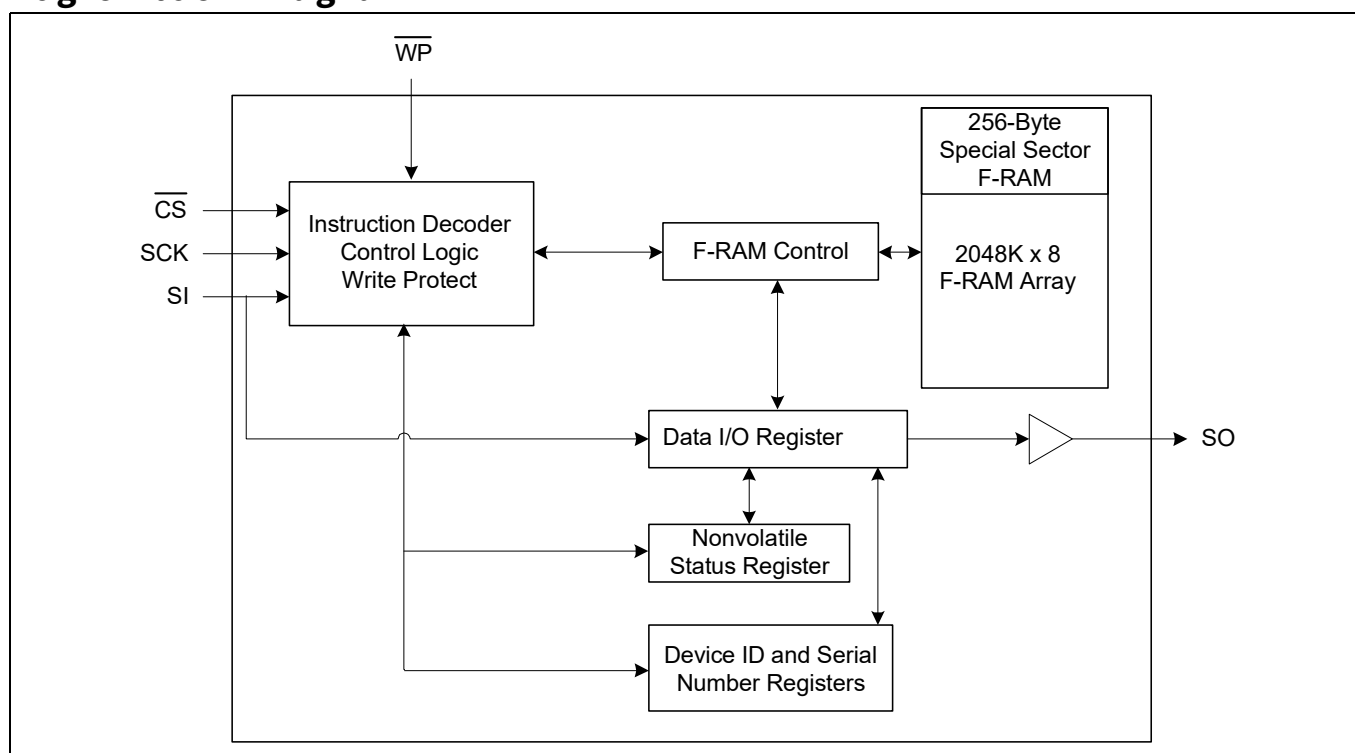 WP
256-Byte
Special Sector
F-RAM
CS
SCK
SI
Instruction Decoder
Control Logic
Write Protect
F-RAM Control
2048K x 8
F-RAM Array
Data I/O Register
SO
Nonvolatile
Status Register
Device ID and Serial
Number Registers